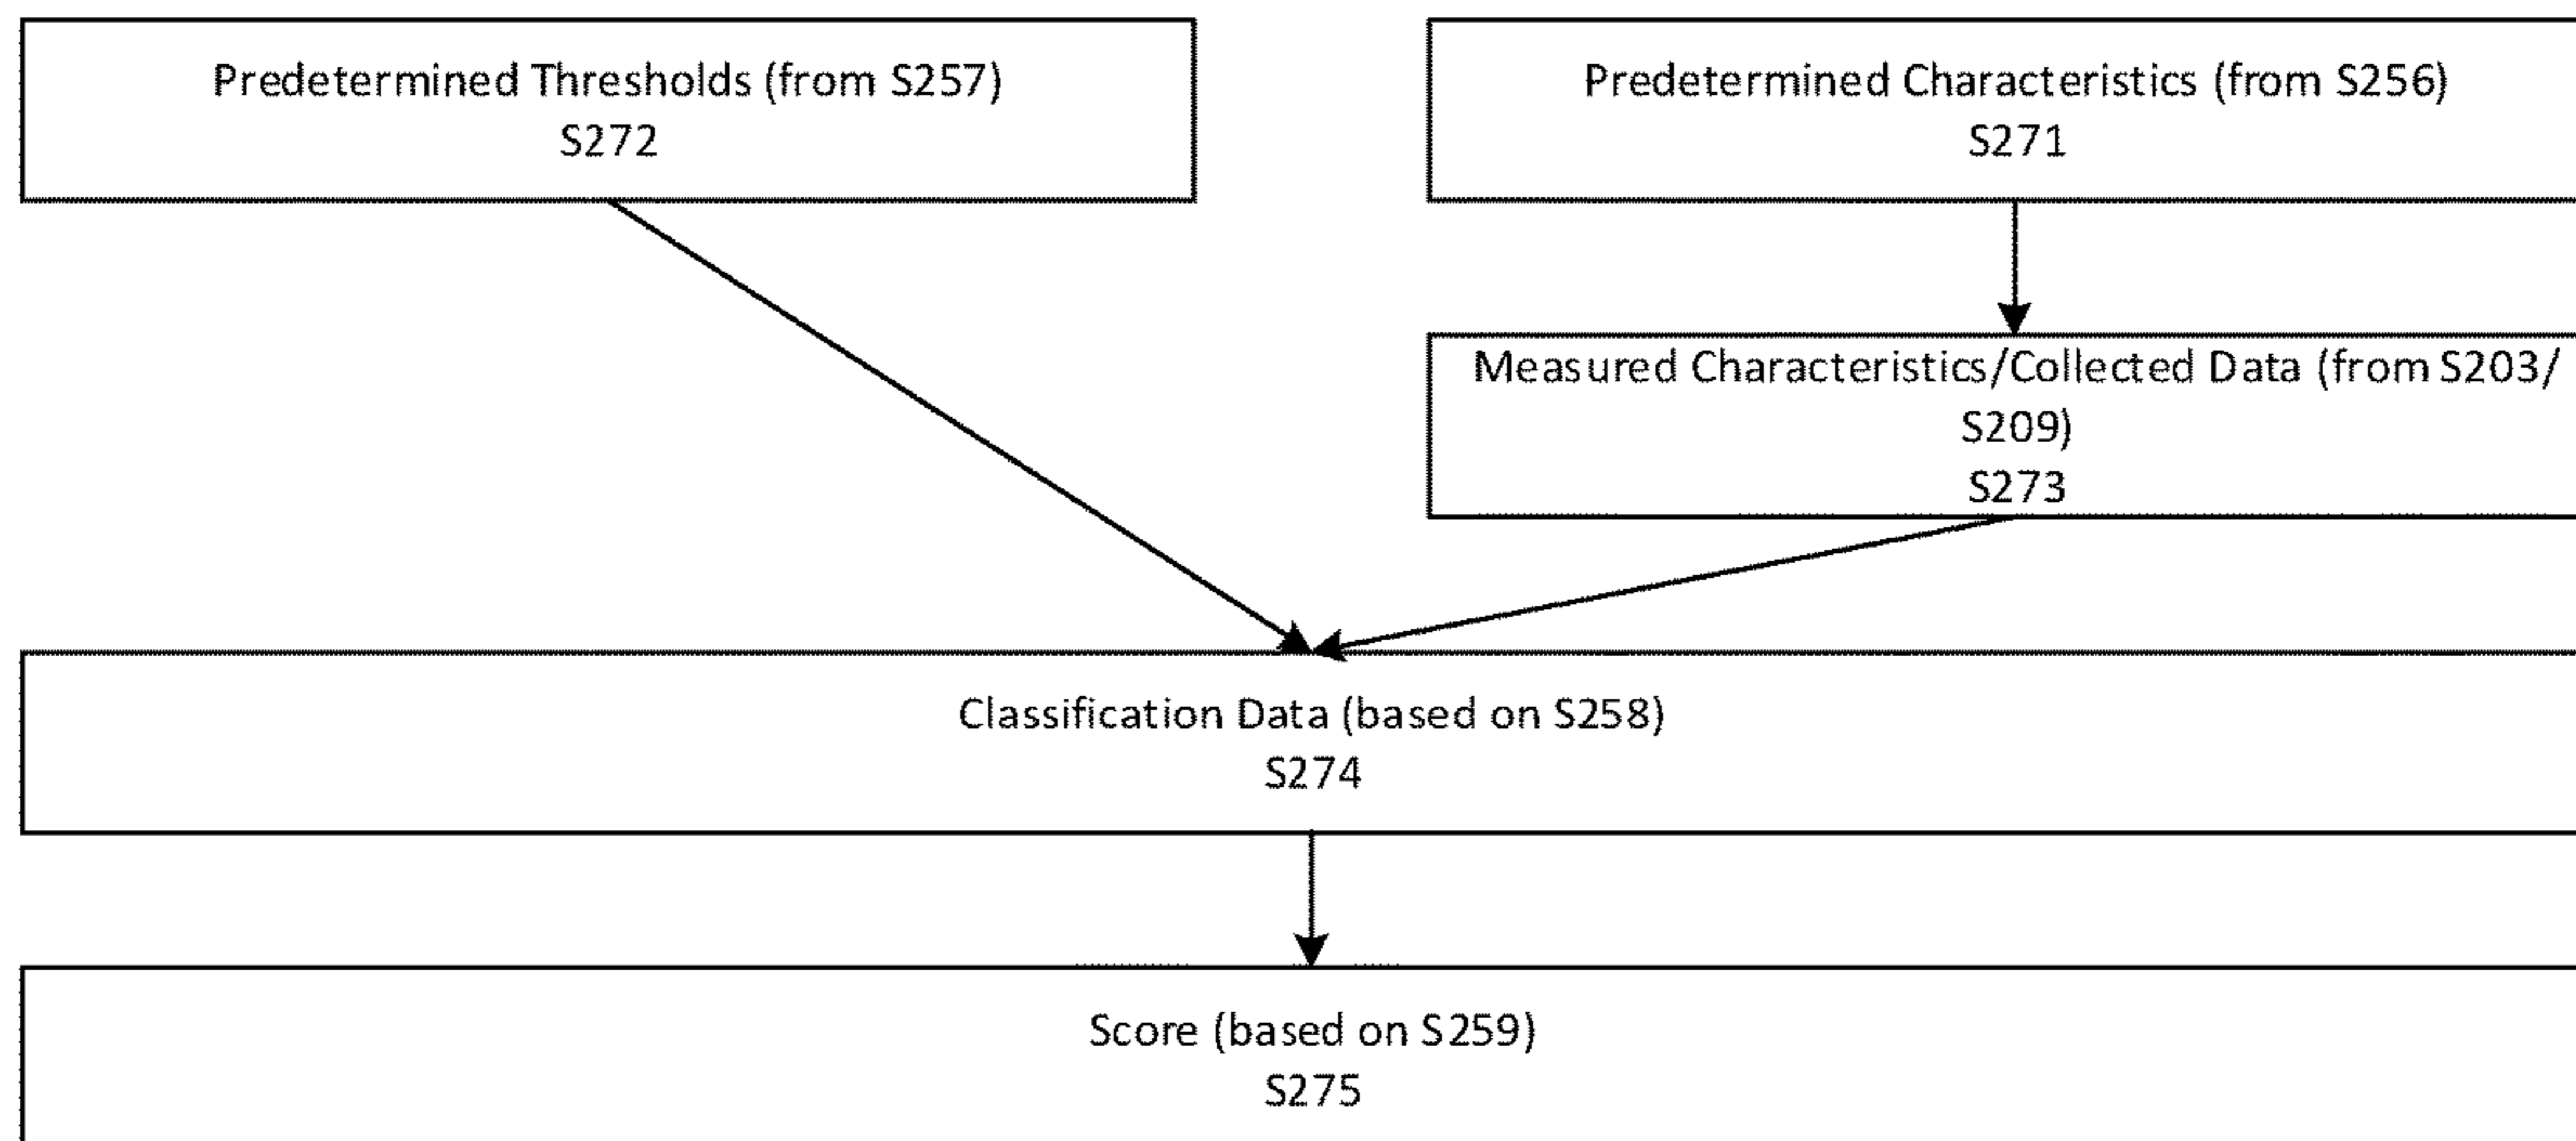 Predetermined Thresholds (from S257)
S272
Predetermined Characteristics (from S256)
S271
Measured Characteristics/Collected Data (from S203/
S209)
S273
Classification Data (based on S258)
S274
Score (based on S259)
S275